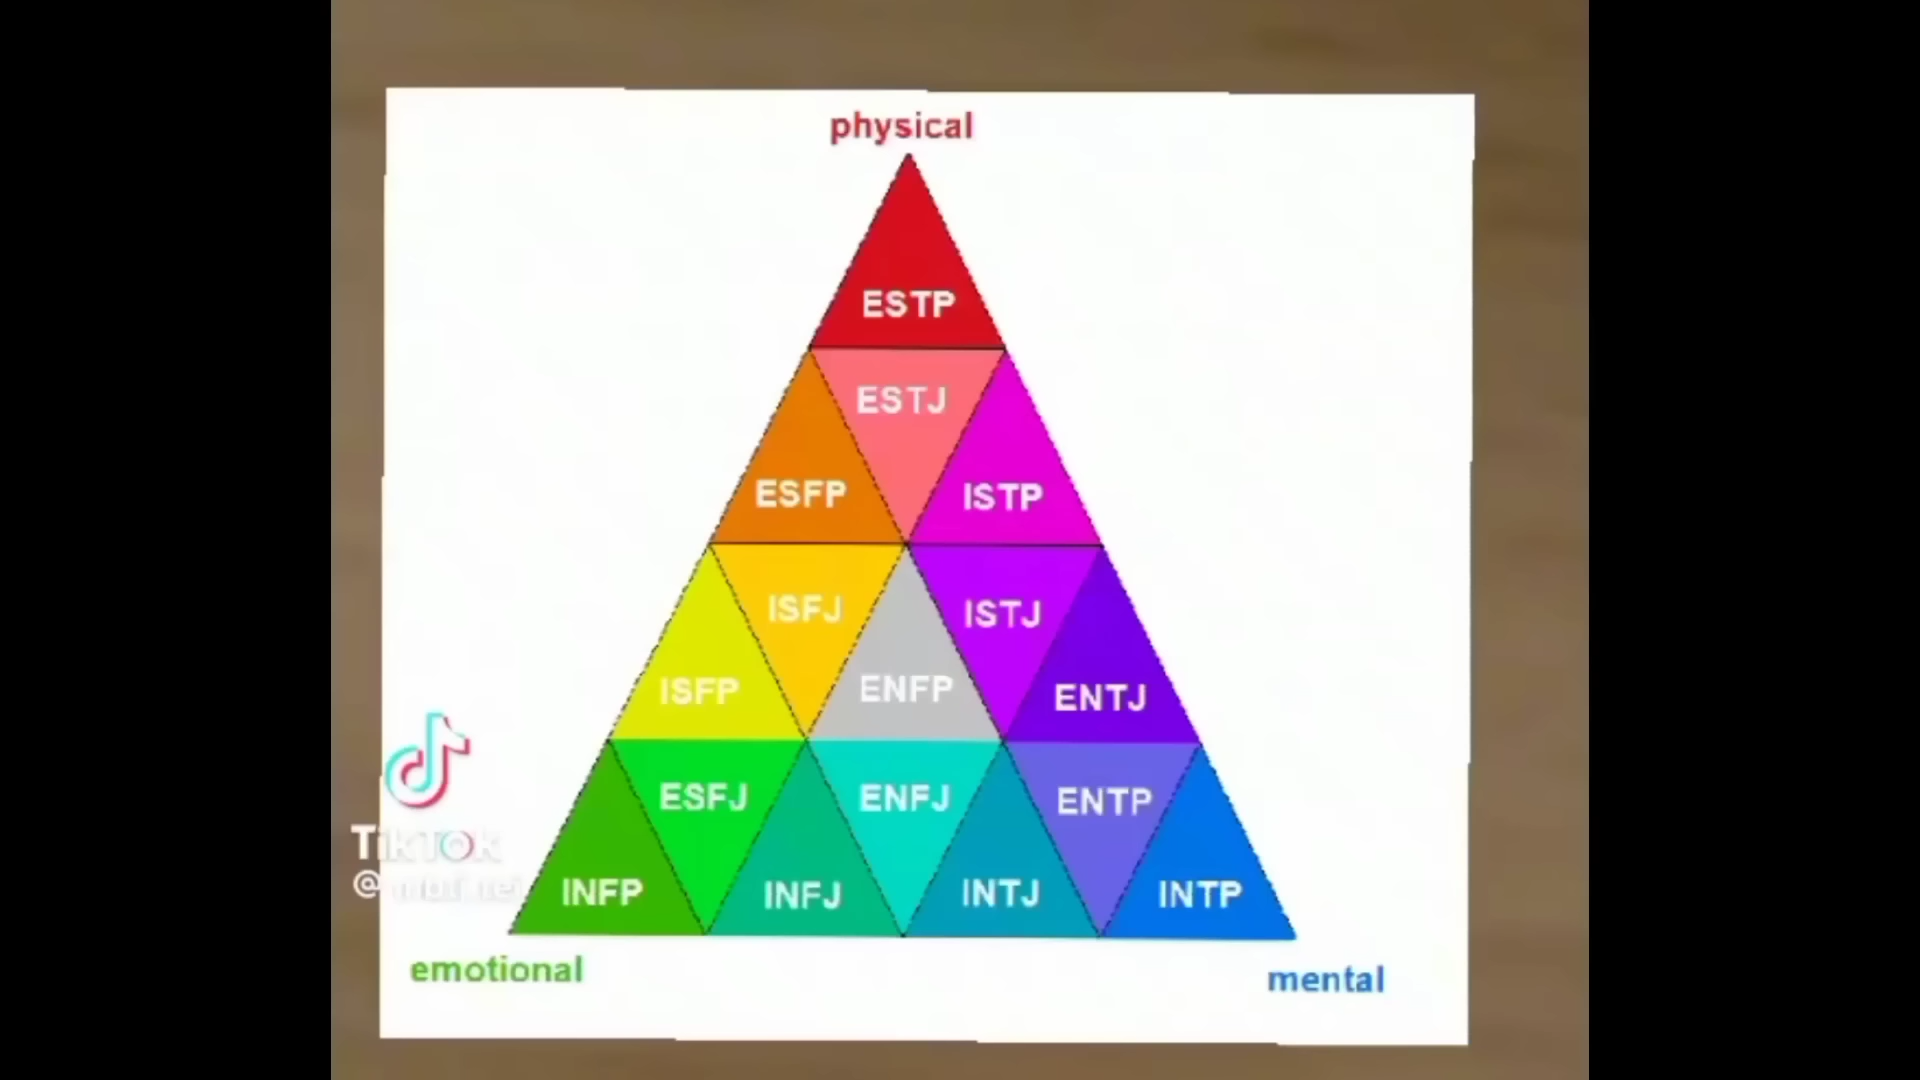 physical
ESTP
ESTJ
ESFP
ISTP
ISFJ
ISTJ
ISFP
ENFP
ENTJ
ESFJ
ENFJ
ENTP
TikTok
INFP
INFJ
INTJ
INTP
emotional
mental